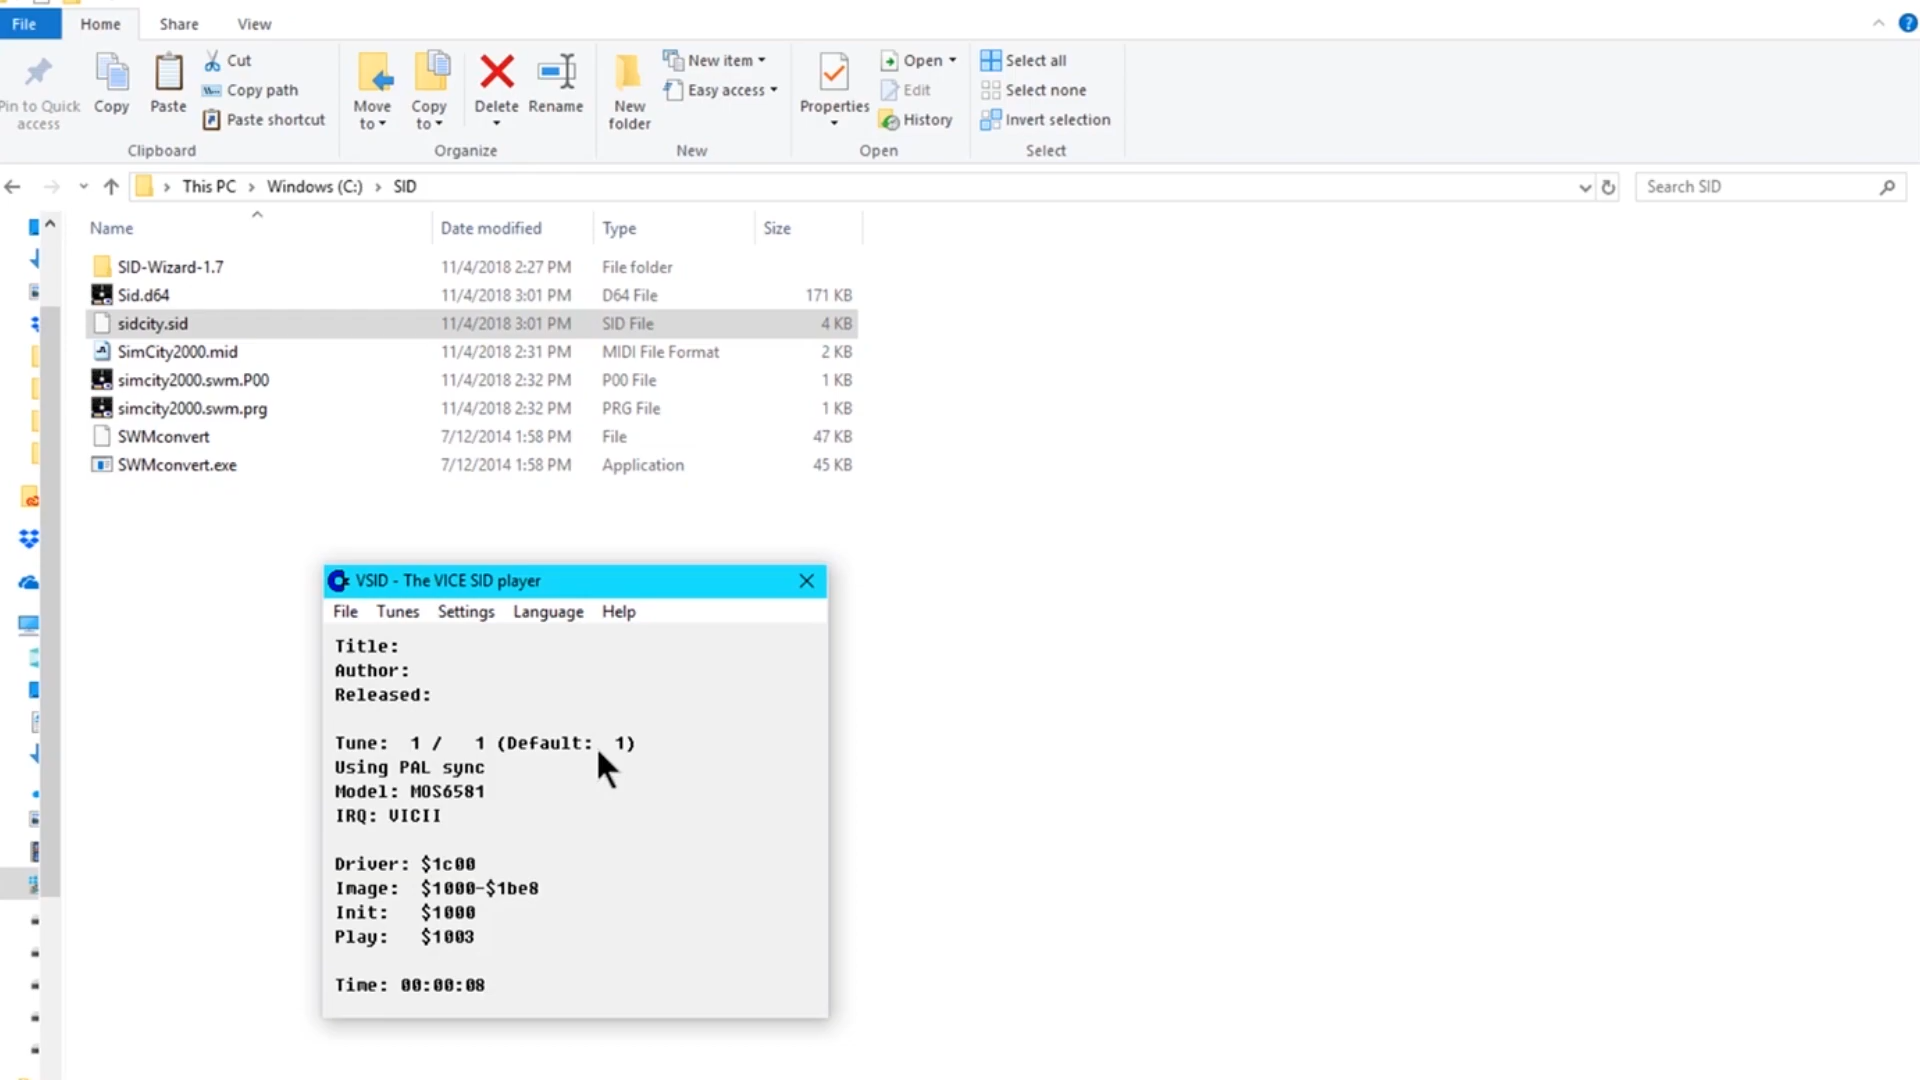 File Home Share View
Pin to Quick access
Copy
Paste
Cut
Copy path
Paste shortcut
Clipboard
Move to
Copy to
Delete
Rename
Organize
New folder
New item
Easy access
New
Properties
Open
Edit
History
Open
Select all
Select none
Invert selection
Select
This PC > Windows (C:) > SID
Search SID
Name Date modified Type Size
SID-Wizard-1.7 11/4/2018 2:27 PM File folder
Sid.d64 11/4/2018 3:01 PM D64 File 171 KB
sidcity.sid 11/4/2018 3:01 PM SID File 4 KB
SimCity2000.mid 11/4/2018 2:31 PM MIDI File Format 2 KB
simcity2000.swm.P00 11/4/2018 2:32 PM P00 File 1 KB
simcity2000.swm.prg 11/4/2018 2:32 PM PRG File 1 KB
SWMconvert 7/12/2014 1:58 PM File 47 KB
SWMconvert.exe 7/12/2014 1:58 PM Application 45 KB
VSID - The VICE SID player
File Tunes Settings Language Help
Title:
Author:
Released:
Tune: 1 / 1 (Default: 1)
Using PAL sync
Model: MOS6581
IRQ: VICII
Driver: $1c00
Image: $1000-$1be8
Init: $1000
Play: $1003
Time: 00:00:08